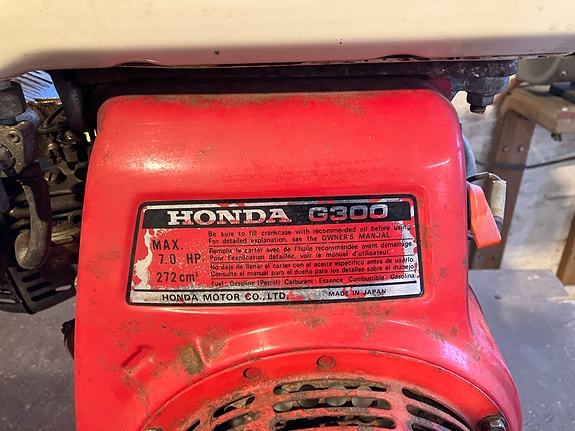 HONDA G300
MAX.
7.0 HP
272cm³
Be sure to fill crankcase with recommended oil before using.
For detailed explanation, see the OWNER'S MANUAL
Remplir le carter avec de l'huile recommandée avant démarrage.
Pour l'explication détaillée, voir le manuel d'utilisateur.
No deje de llenar el carter con el aceite especifico antes de usarlo.
Consulte el manual para el dueño para los detalles sobre el manejo
Fuel: Gasoline (Petrol) Carburant: Essence Combustible: Gasolina
HONDA MOTOR CO., LTD. MADE IN JAPAN